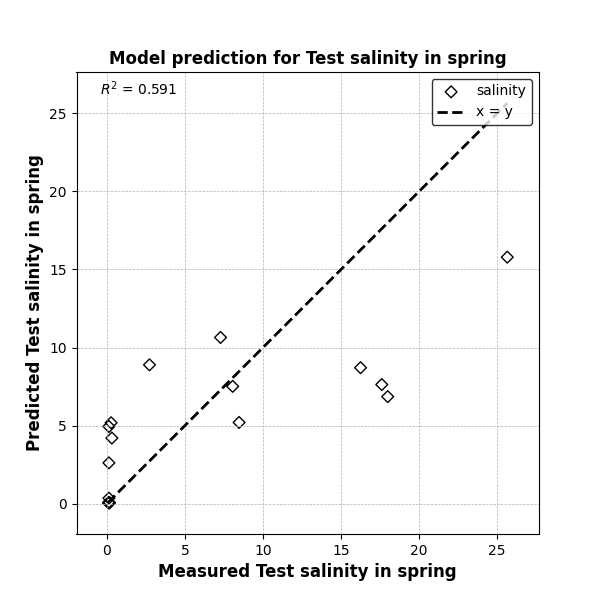 Model prediction for Test salinity in spring
R² = 0.591
salinity
x = y
Predicted Test salinity in spring
25
20
15
10
5
0
0 5 10 15 20 25
Measured Test salinity in spring